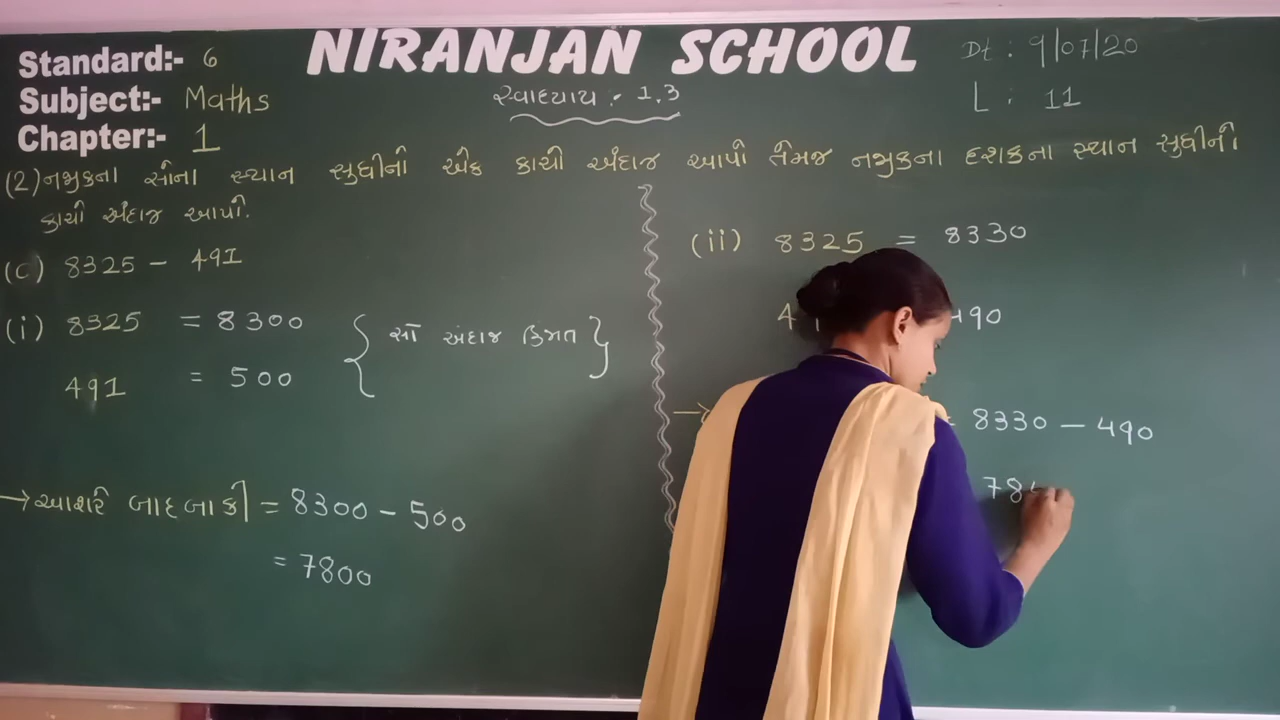 NIRANJAN SCHOOL
Standard:- 6
Subject:- Maths
Chapter:- 1
સ્વાધ્યાય :- 1.3
Dt : 9/07/20
L : 11
(2) નજીકના સોના સ્થાન સુધીનો એક કાચો અંદાજ આપો તેમજ નજીકના દશકના સ્થાન સુધીનો
કાચો અંદાજ આપો.
(c) 8325 - 491
(i) 8325 = 8300
491 = 500
{ સો અંદાજ કિંમત }
→ આશરે બાદબાકી = 8300 - 500
= 7800
(ii) 8325 = 8330
490
= 8330 - 490
78